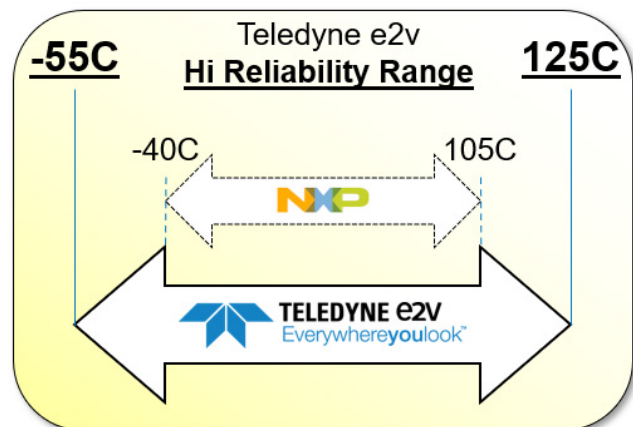 Teledyne e2v
-55C Hi Reliability Range 125C
-40C 105C
NXP
TELEDYNE e2v
Everywhereyoulook™